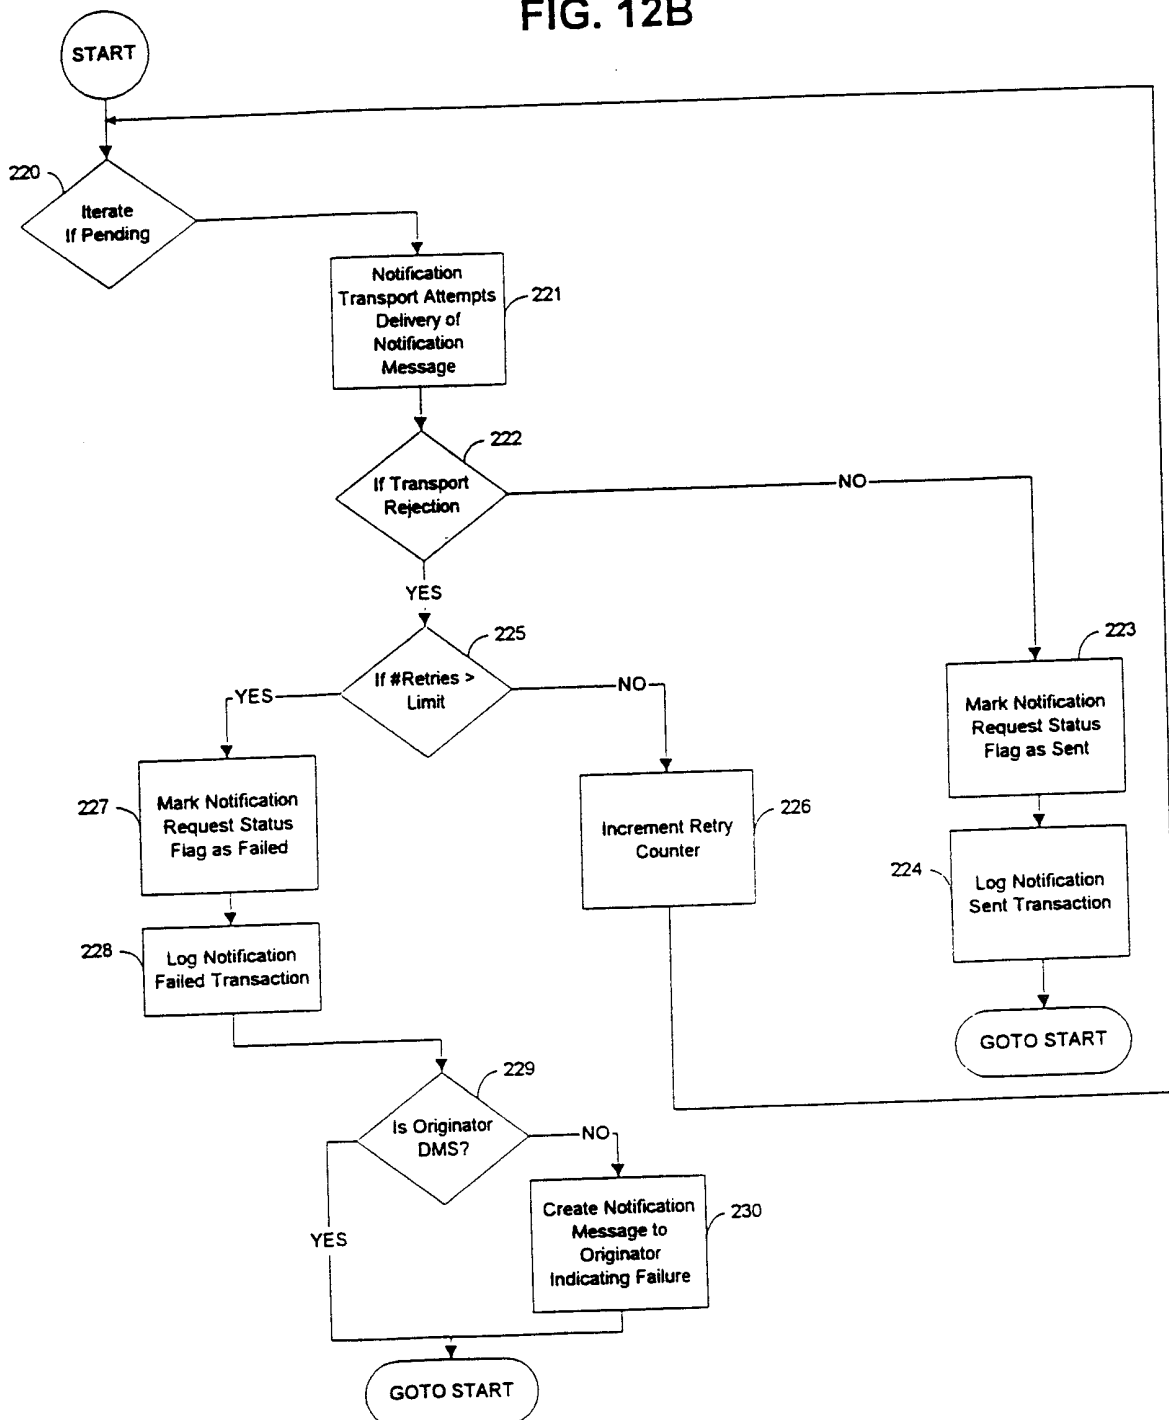 FIG. 12B
START
220
Iterate
If Pending
Notification
Transport Attempts
Delivery of
Notification
Message
221
222
If Transport
Rejection
NO
YES
225
If #Retries >
Limit
YES
NO
223
Mark Notification
Request Status
Flag as Sent
227
Mark Notification
Request Status
Flag as Failed
Increment Retry
Counter
226
224
Log Notification
Sent Transaction
228
Log Notification
Failed Transaction
GOTO START
229
Is Originator
DMS?
NO
YES
Create Notification
Message to
Originator
Indicating Failure
230
GOTO START